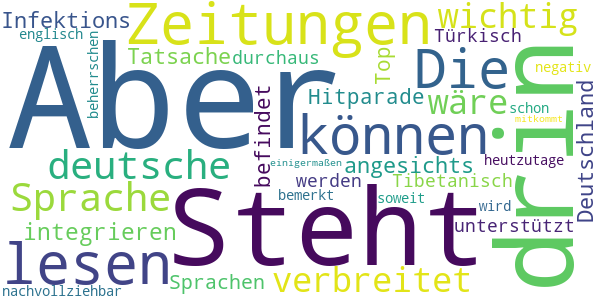 Infektions
englisch
Zeitungen
wichtig
Türkisch
Tatsache
durchaus
Top
beherrschen
Aber
Die
negativ
Hitparade
wäre
schon
drin
können
mitkommt
deutsche
befindet
angesichts
heutzutage
Deutschland
einigermaßen
Sprache
werden
Tibetanisch
bemerkt
soweit
wird
Steht
integrieren
unterstützt
lesen
Sprachen
verbreitet
nachvollziehbar